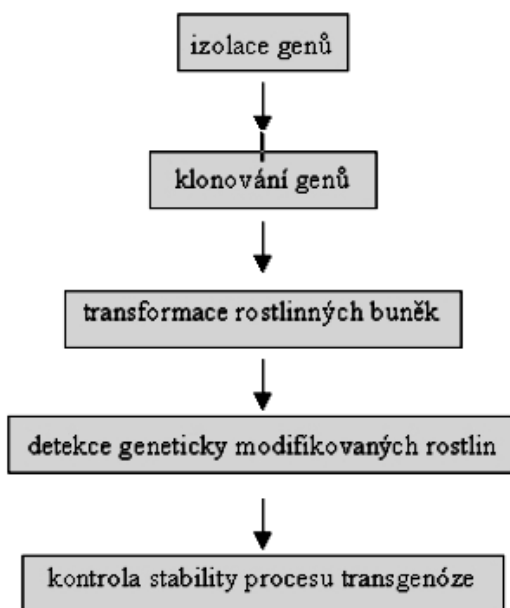 izolace genů
klonování genů
transformace rostlinných buněk
detekce geneticky modifikovaných rostlin
kontrola stability procesu transgenóze